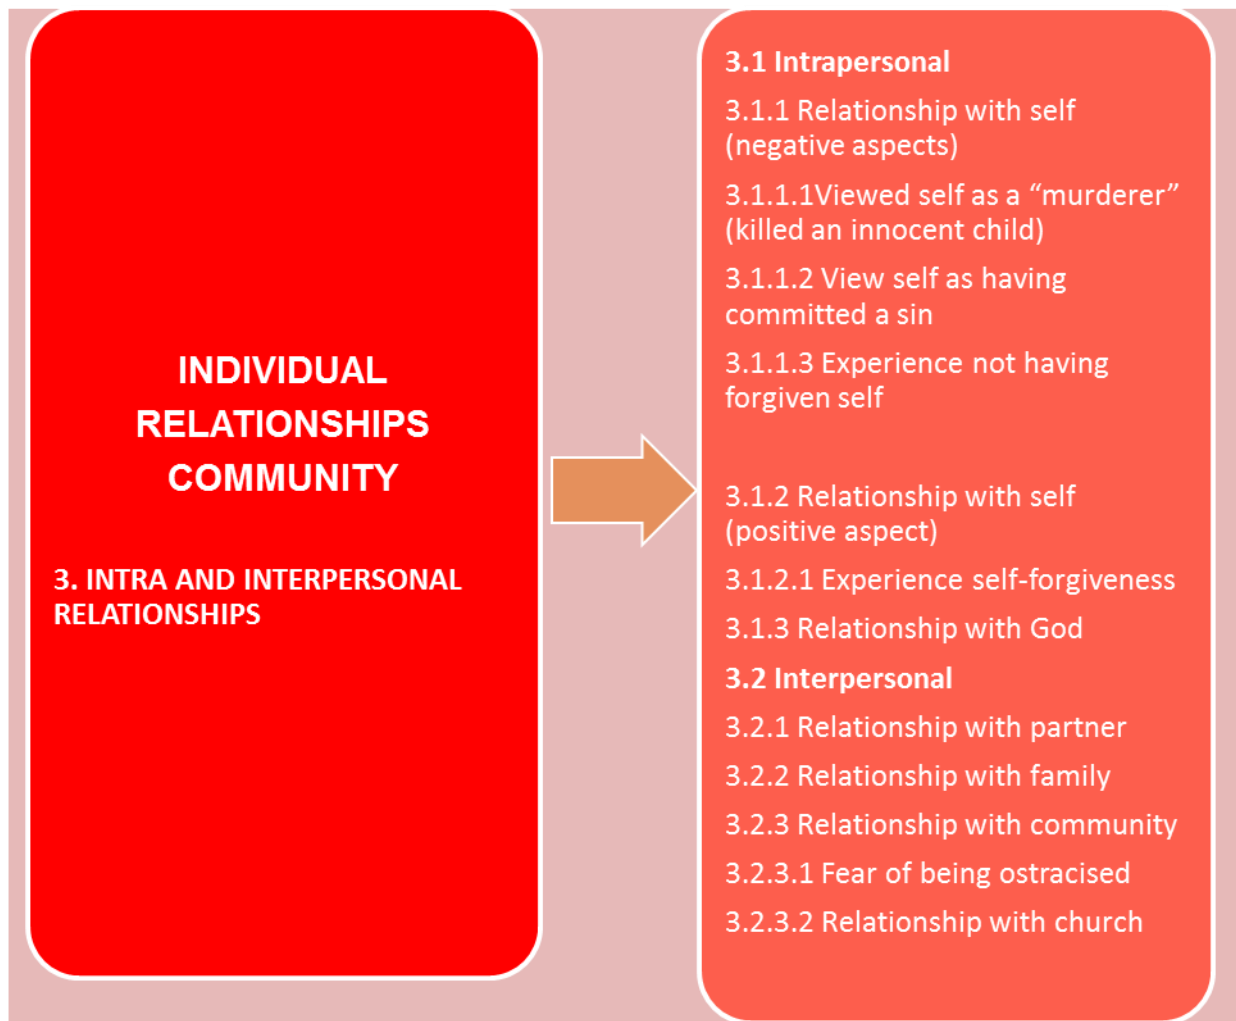 INDIVIDUAL
RELATIONSHIPS
COMMUNITY
3. INTRA AND INTERPERSONAL
RELATIONSHIPS
3.1 Intrapersonal
3.1.1 Relationship with self
(negative aspects)
3.1.1.1Viewed self as a “murderer”
(killed an innocent child)
3.1.1.2 View self as having
committed a sin
3.1.1.3 Experience not having
forgiven self
3.1.2 Relationship with self
(positive aspect)
3.1.2.1 Experience self-forgiveness
3.1.3 Relationship with God
3.2 Interpersonal
3.2.1 Relationship with partner
3.2.2 Relationship with family
3.2.3 Relationship with community
3.2.3.1 Fear of being ostracised
3.2.3.2 Relationship with church